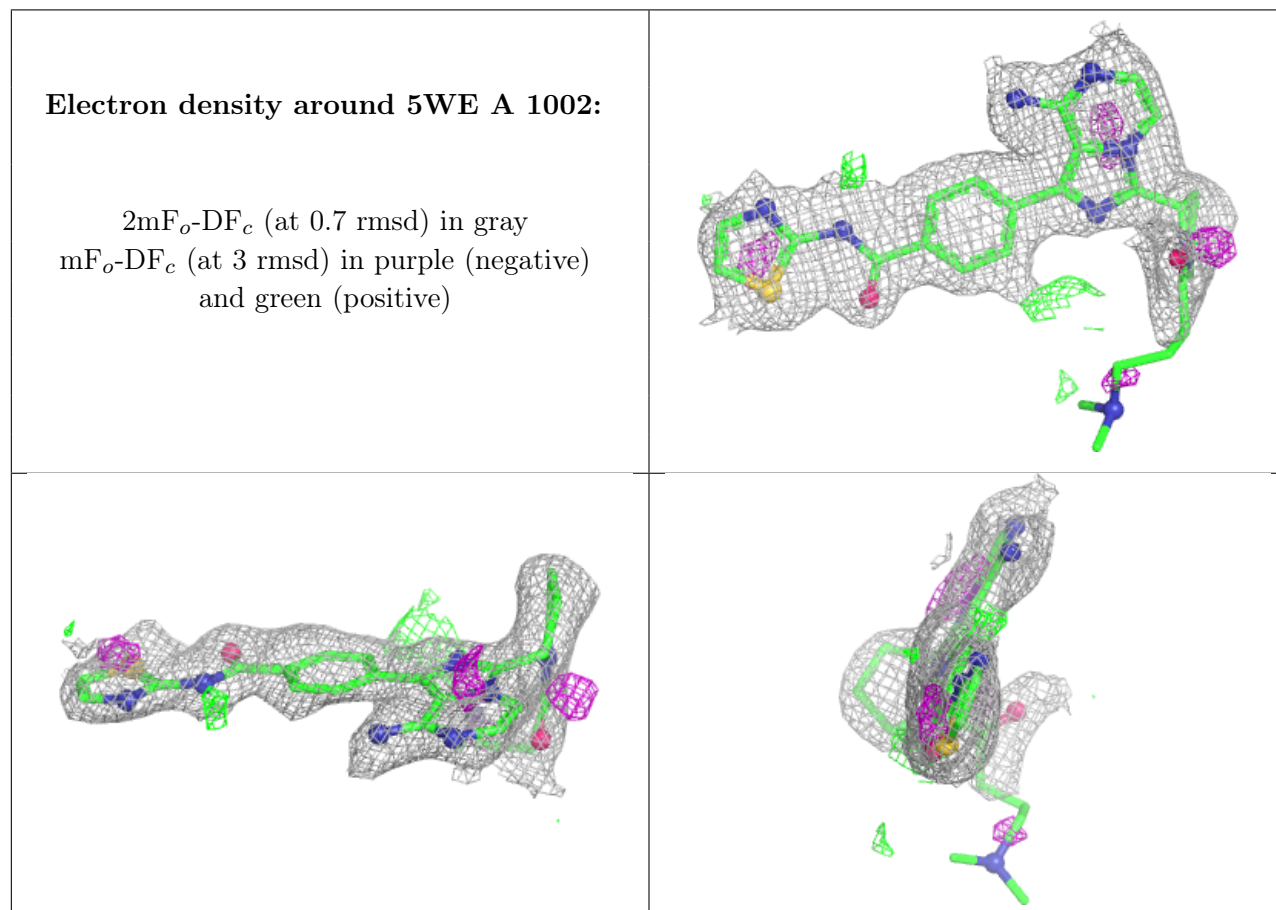 Electron density around 5WE A 1002:
2mFo-DFc (at 0.7 rmsd) in gray
mFo-DFc (at 3 rmsd) in purple (negative)
and green (positive)